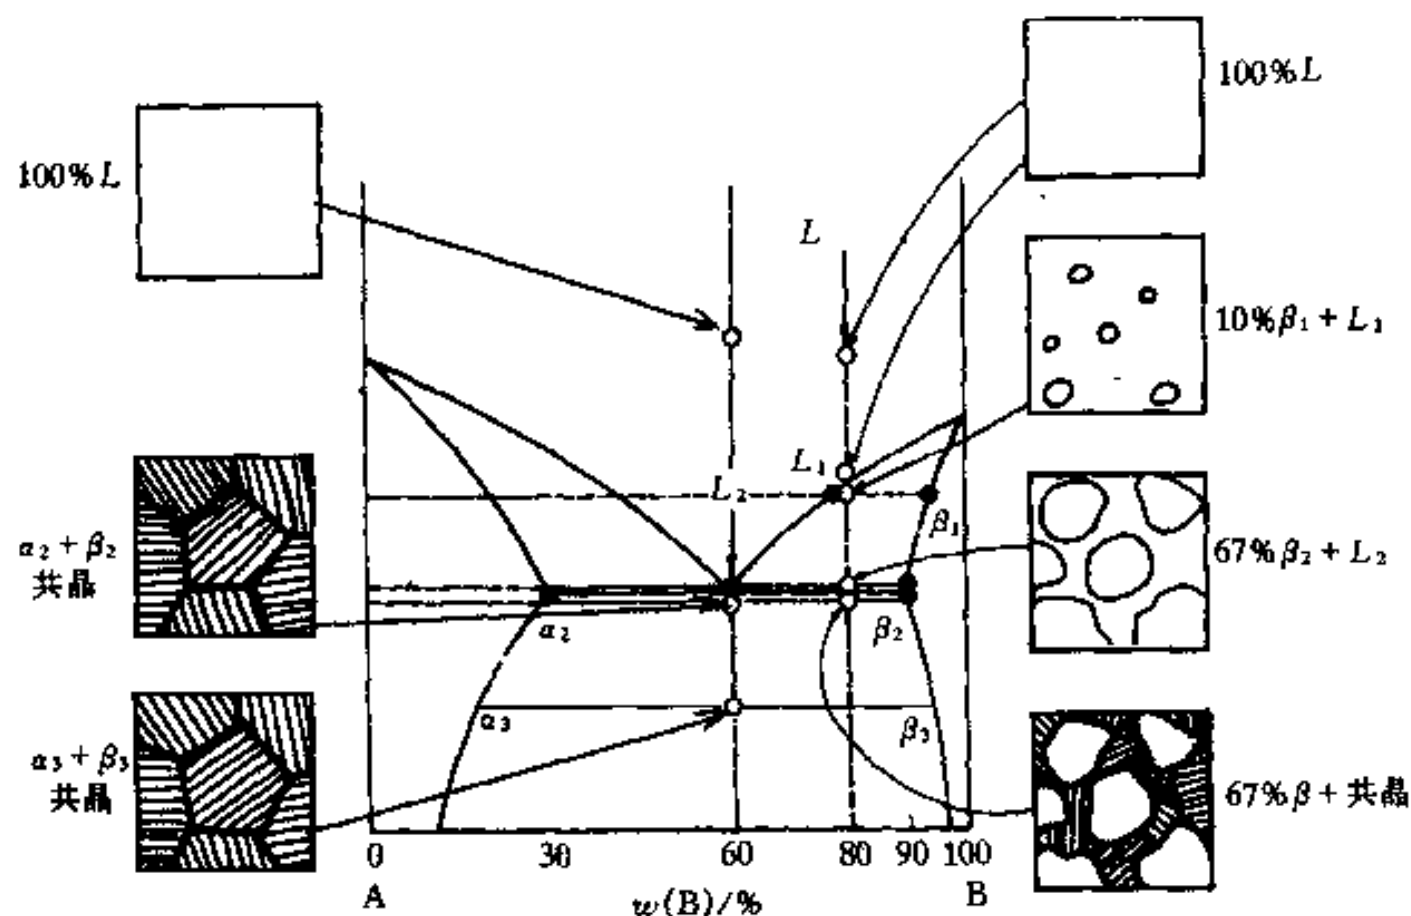 100%L
100%L
L
10%β₁ + L₁
L₁
L₂
β₁
α₂ + β₂
共晶
67%β₂ + L₂
α₂
β₂
α₃
β₃
α₃ + β₃
共晶
67%β + 共晶
0
30
60
80
90
100
A
w(B)/%
B